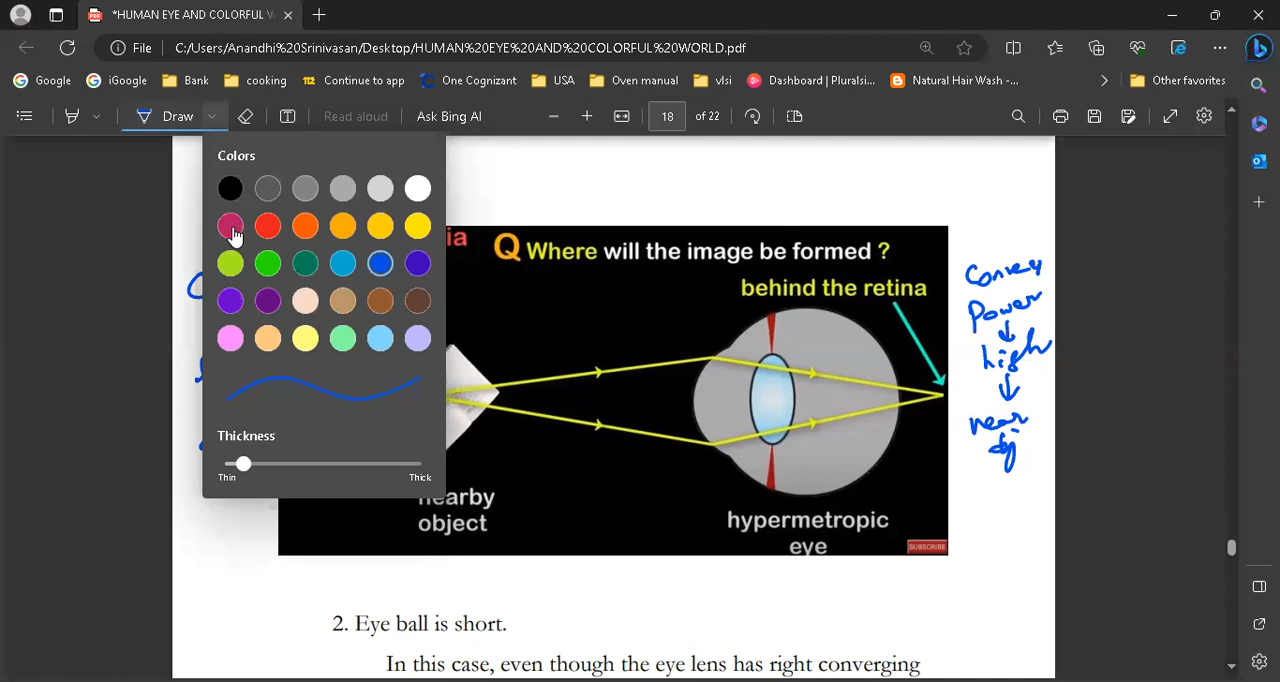 *HUMAN EYE AND COLORFUL W
File C:/Users/Anandhi%20Srinivasan/Desktop/HUMAN%20EYE%20AND%20COLORFUL%20WORLD.pdf
Google iGoogle Bank cooking Continue to app One Cognizant USA Oven manual vlsi Dashboard | Pluralsi... Natural Hair Wash -... Other favorites
Draw Read aloud Ask Bing AI 18 of 22
Colors
Thickness
Thin Thick
ia
Q Where will the image be formed ?
behind the retina
nearby
object
hypermetropic
eye
SUBSCRIBE
Power
high
near
2. Eye ball is short.
In this case, even though the eye lens has right converging